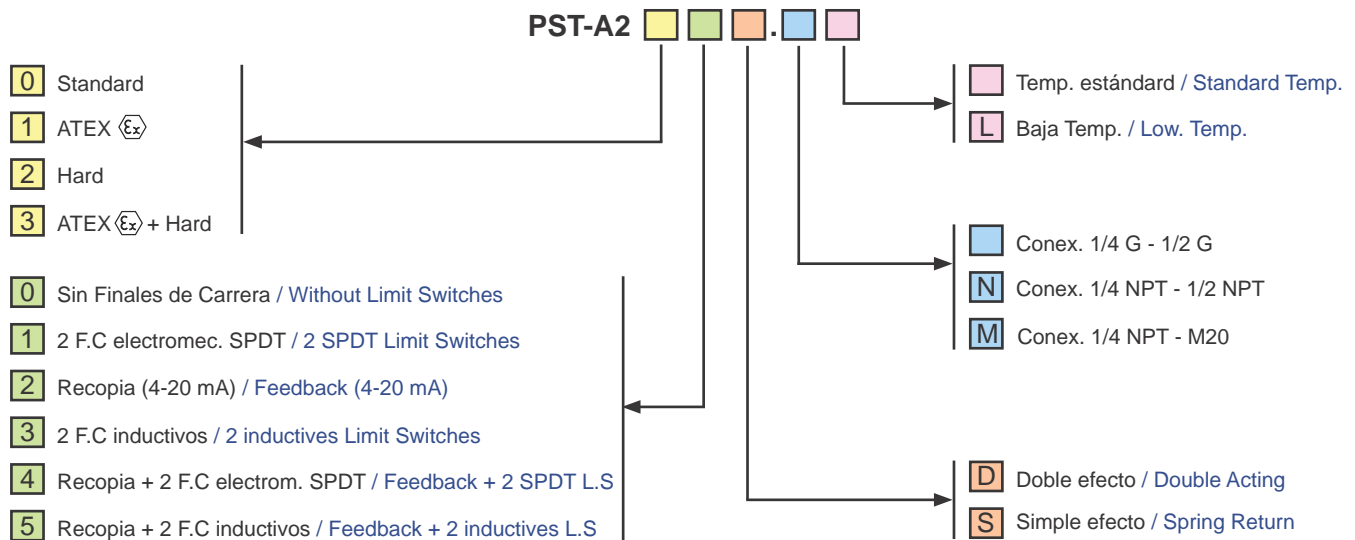 PST-A2 .
0 Standard
1 ATEX Ex
2 Hard
3 ATEX Ex + Hard
0 Sin Finales de Carrera / Without Limit Switches
1 2 F.C electromec. SPDT / 2 SPDT Limit Switches
2 Recopia (4-20 mA) / Feedback (4-20 mA)
3 2 F.C inductivos / 2 inductives Limit Switches
4 Recopia + 2 F.C electrom. SPDT / Feedback + 2 SPDT L.S
5 Recopia + 2 F.C inductivos / Feedback + 2 inductives L.S
Temp. estándard / Standard Temp.
L Baja Temp. / Low. Temp.
Conex. 1/4 G - 1/2 G
N Conex. 1/4 NPT - 1/2 NPT
M Conex. 1/4 NPT - M20
D Doble efecto / Double Acting
S Simple efecto / Spring Return